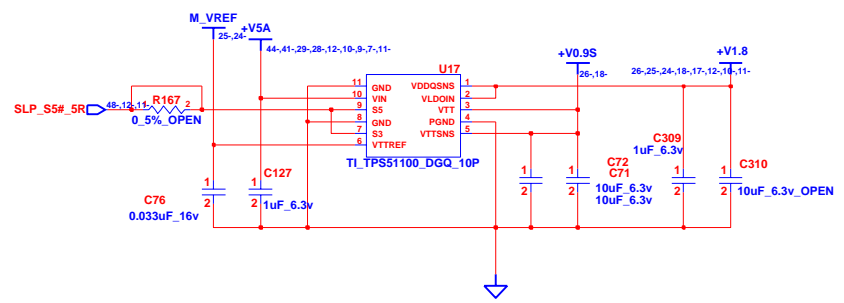 M_VREF
25-,24-
+V5A
44-,41-,29-,28-,12-,10-,9-,7-,11-
U17
+V0.9S
26-,18-
+V1.8
26-,25-,24-,18-,17-,12-,10-,11-
SLP_S5#_5R
48-,12-,11-
1
R167
2
0_5%_OPEN
11 GND
10 VIN
9 S5
8 GND
7 S3
6 VTTREF
VDDQSNS 1
VLDOIN 2
VTT 3
PGND 4
VTTSNS 5
TI_TPS51100_DGQ_10P
C76
1
2
0.033uF_16v
C127
1
2
1uF_6.3v
1
2
C72
C71
1
2
10uF_6.3v
10uF_6.3v
C309
1uF_6.3v
1
2
C310
1
2
10uF_6.3v_OPEN